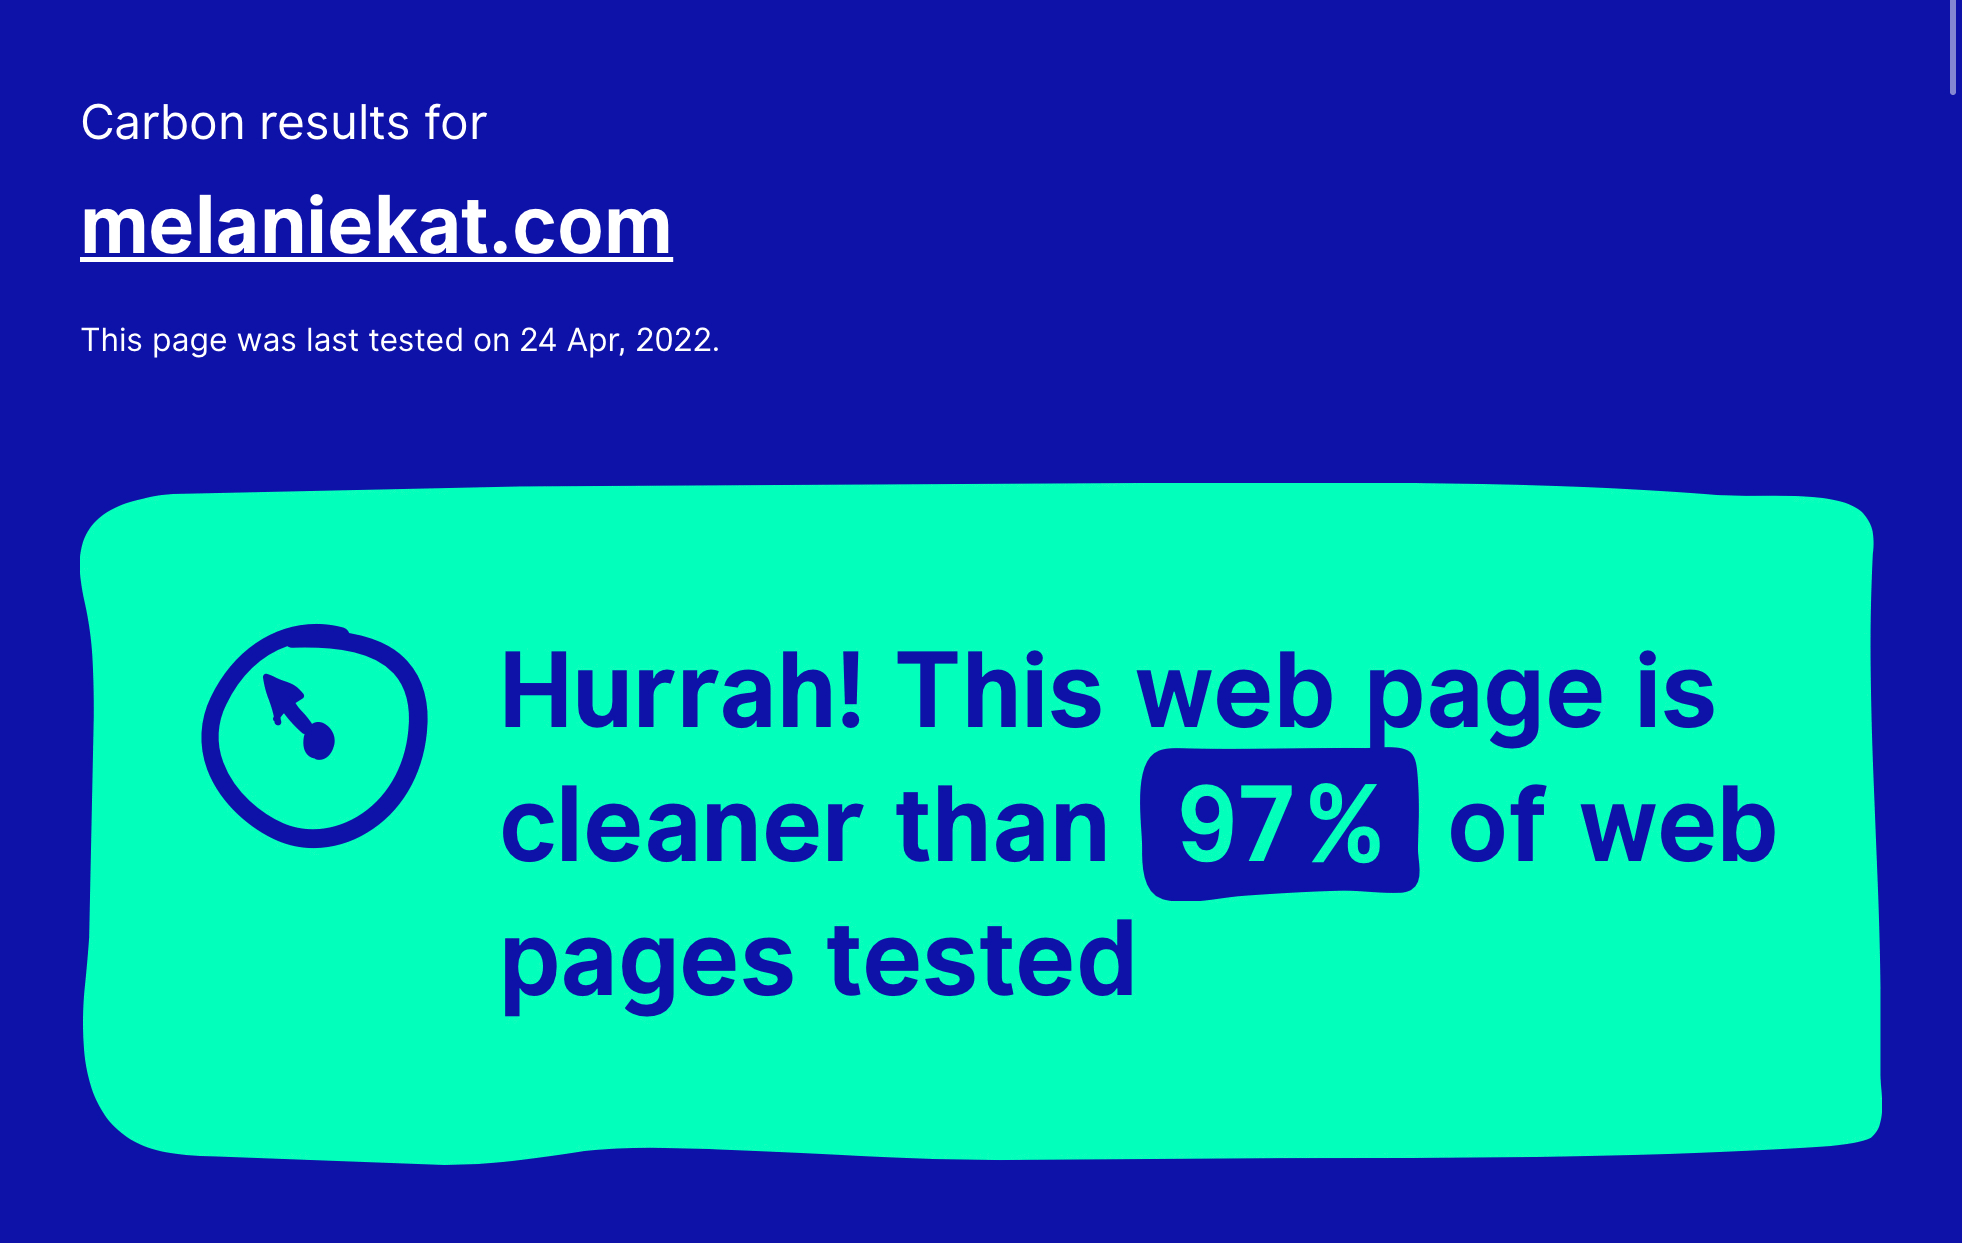 Carbon results for
melaniekat.com
This page was last tested on 24 Apr, 2022.
Hurrah! This web page is
cleaner than 97% of web
pages tested